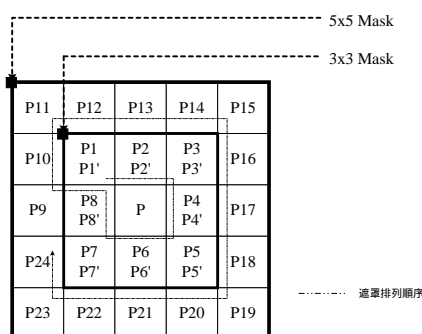 5x5 Mask
3x3 Mask
P11 P12 P13 P14 P15
P10 P1 P2 P3 P16
P1' P2' P3'
P9 P8 P P4 P17
P8' P4'
P24 P7 P6 P5 P18
P7' P6' P5'
P23 P22 P21 P20 P19
遮罩排列順序